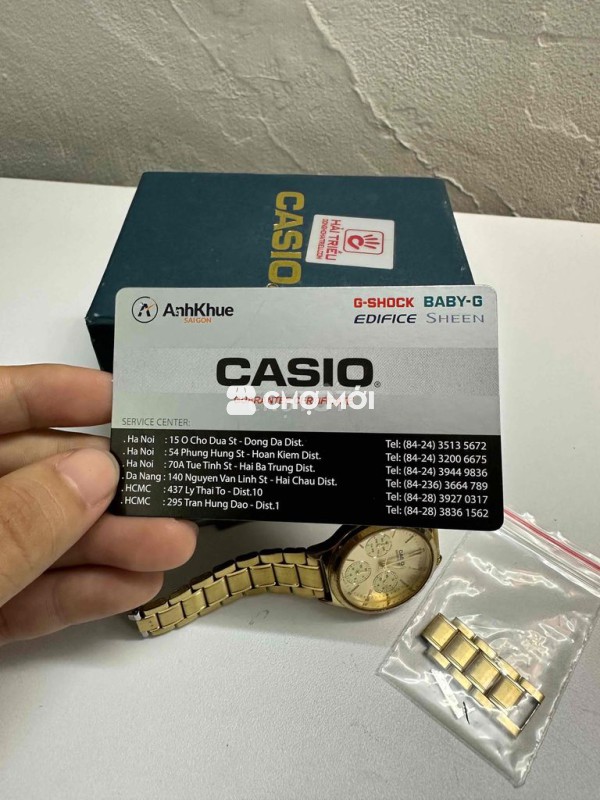 CASIO
HẢI TRIỀU
DONGHOHAITRIEU.COM
AnhKhue
SAIGON
G-SHOCK BABY-G
EDIFICE SHEEN
CASIO®
CHỢ MỚI
SERVICE CENTER:
. Ha Noi : 15 O Cho Dua St - Dong Da Dist. Tel: (84-24) 3513 5672
. Ha Noi : 54 Phung Hung St - Hoan Kiem Dist. Tel: (84-24) 3200 6675
. Ha Noi : 70A Tue Tinh St - Hai Ba Trung Dist. Tel: (84-24) 3944 9836
. Da Nang : 140 Nguyen Van Linh St - Hai Chau Dist. Tel: (84-236) 3664 789
. HCMC : 437 Ly Thai To - Dist.10 Tel: (84-28) 3927 0317
. HCMC : 295 Tran Hung Dao - Dist.1 Tel: (84-28) 3836 1562
CASIO